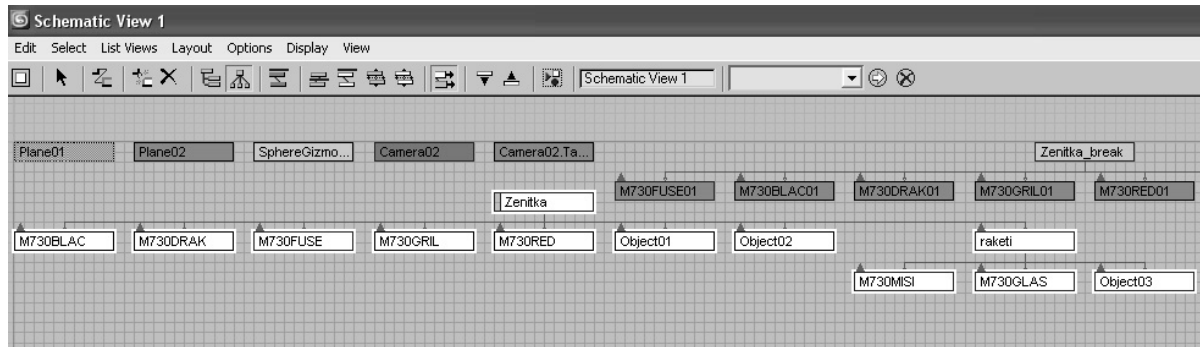 Schematic View 1
Edit Select List Views Layout Options Display View
Schematic View 1
Plane01 Plane02 SphereGizmo... Camera02 Camera02.Ta... Zenitka_break
M730FUSE01 M730BLAC01 M730DRAK01 M730GRIL01 M730RED01
Zenitka
M730BLAC M730DRAK M730FUSE M730GRIL M730RED Object01 Object02 raketi
M730MISI M730GLAS Object03